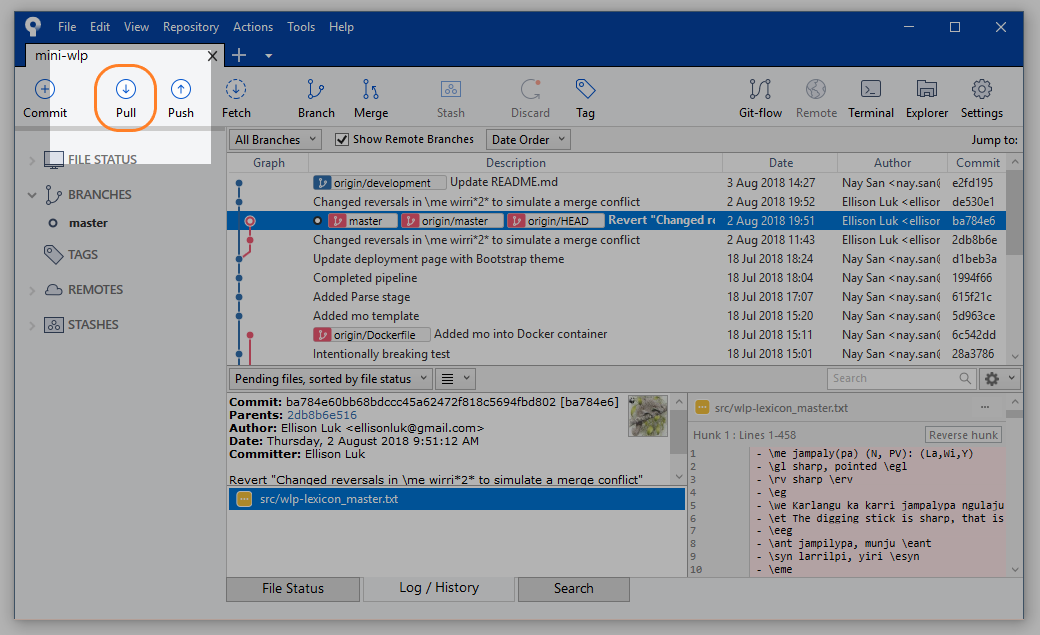 File Edit View Repository Actions Tools Help
mini-wlp
Commit Pull Push Fetch Branch Merge Stash Discard Tag Git-flow Remote Terminal Explorer Settings
All Branches Show Remote Branches Date Order Jump to:
FILE STATUS
BRANCHES
master
TAGS
REMOTES
STASHES
Graph Description Date Author Commit
origin/development Update README.md 3 Aug 2018 14:27 Nay San <nay.san@ e2fd195
Changed reversals in \me wirri*2* to simulate a merge conflict 2 Aug 2018 19:52 Nay San <nay.san@ de530e1
master origin/master origin/HEAD Revert "Changed re 2 Aug 2018 19:51 Ellison Luk <ellison ba784e6
Changed reversals in \me wirri*2* to simulate a merge conflict 2 Aug 2018 11:43 Ellison Luk <ellison 2db8b6e
Update deployment page with Bootstrap theme 18 Jul 2018 18:24 Nay San <nay.san@ d1beb3a
Completed pipeline 18 Jul 2018 18:04 Nay San <nay.san@ 1994f66
Added Parse stage 18 Jul 2018 17:07 Nay San <nay.san@ 615f21c
Added mo template 18 Jul 2018 15:20 Nay San <nay.san@ 5d963ce
origin/Dockerfile Added mo into Docker container 18 Jul 2018 15:11 Nay San <nay.san@ 6c542dd
Intentionally breaking test 18 Jul 2018 15:01 Nay San <nay.san@ 28a3786
Pending files, sorted by file status Search
Commit: ba784e60bb68bdccc45a62472f818c5694fbd802 [ba784e6]
Parents: 2db8b6e516
Author: Ellison Luk <ellisonluk@gmail.com>
Date: Thursday, 2 August 2018 9:51:12 AM
Committer: Ellison Luk
Revert "Changed reversals in \me wirri*2* to simulate a merge conflict"
src/wlp-lexicon_master.txt
src/wlp-lexicon_master.txt
Hunk 1 : Lines 1-458 Reverse hunk
1 - \me jampaly(pa) (N, PV): (La,Wi,Y)
2 - \gl sharp, pointed \egl
3 - \rv sharp \erv
4 - \eg
5 - \we Karlangu ka karri jampalypa ngulaju
6 - \et The digging stick is sharp, that is
7 - \eeg
8 - \ant jampilypa, munju \eant
9 - \syn larrilpi, yiri \esyn
10 - \eme
File Status Log / History Search